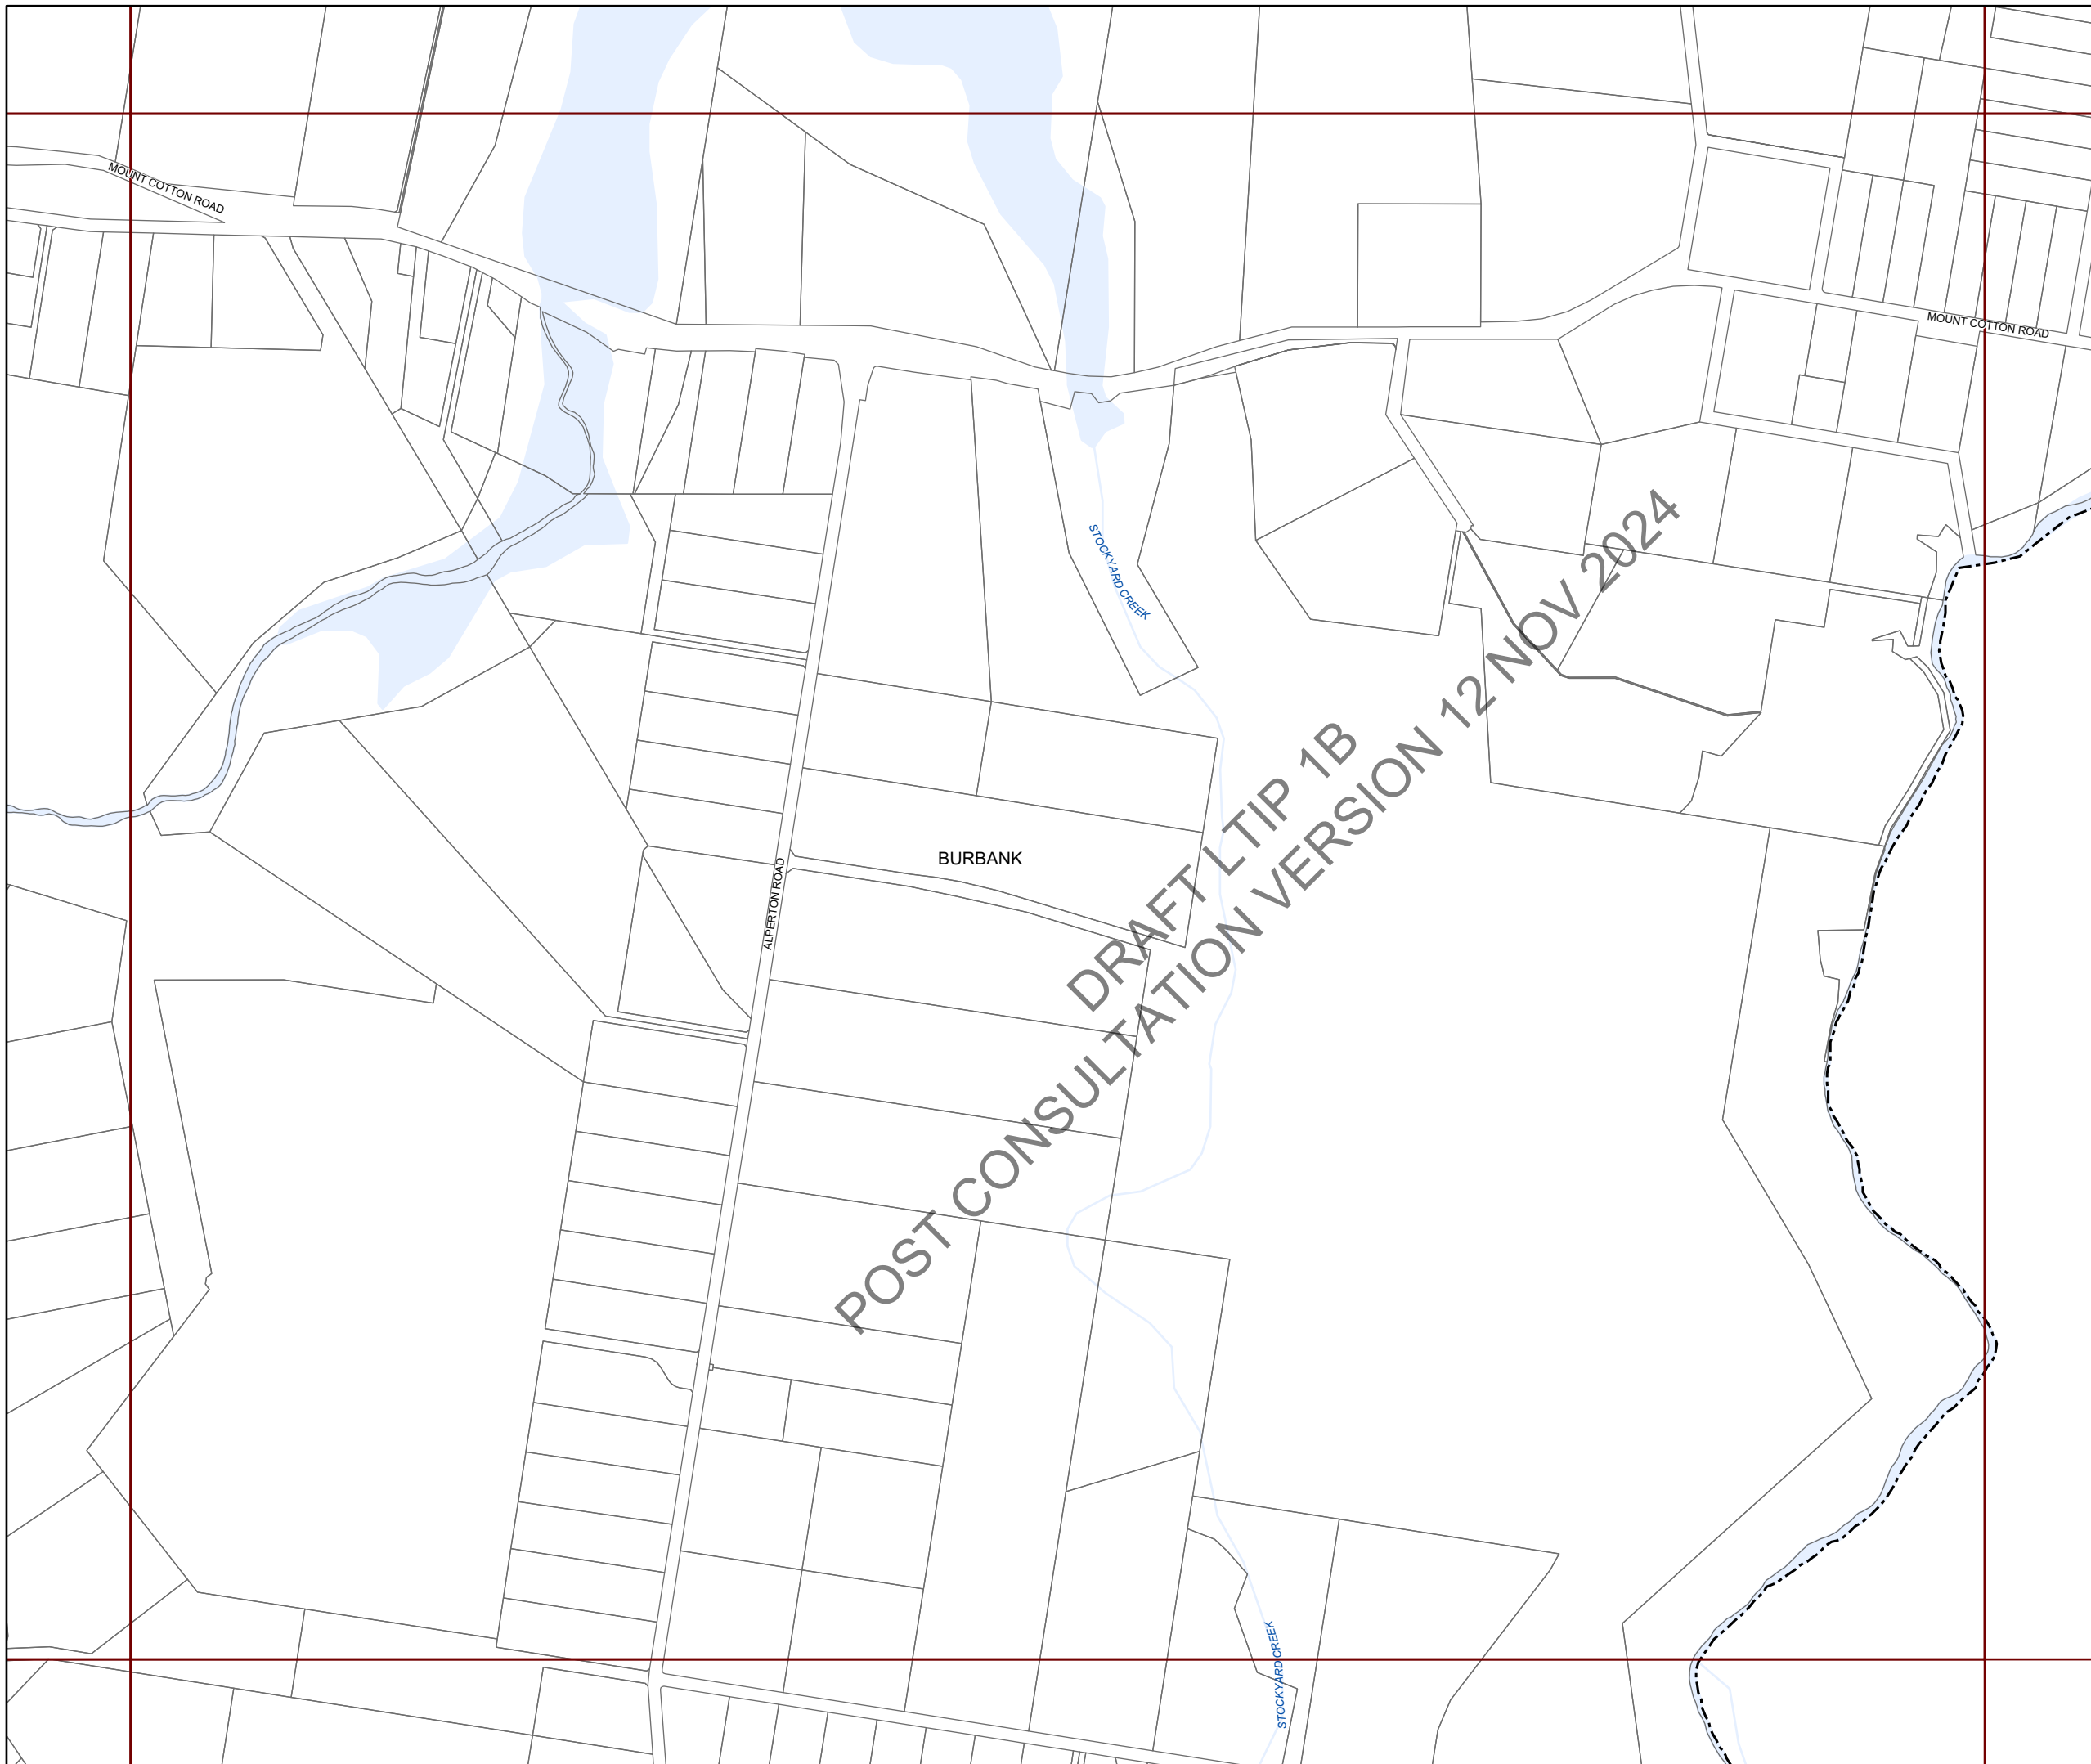 MOUNT COTTON ROAD
MOUNT COTTON ROAD
STOCKYARD CREEK
BURBANK
ALPERTON ROAD
DRAFT LTIP 1B
POST CONSULTATION VERSION 12 NOV 2024
STOCKYARD CREEK